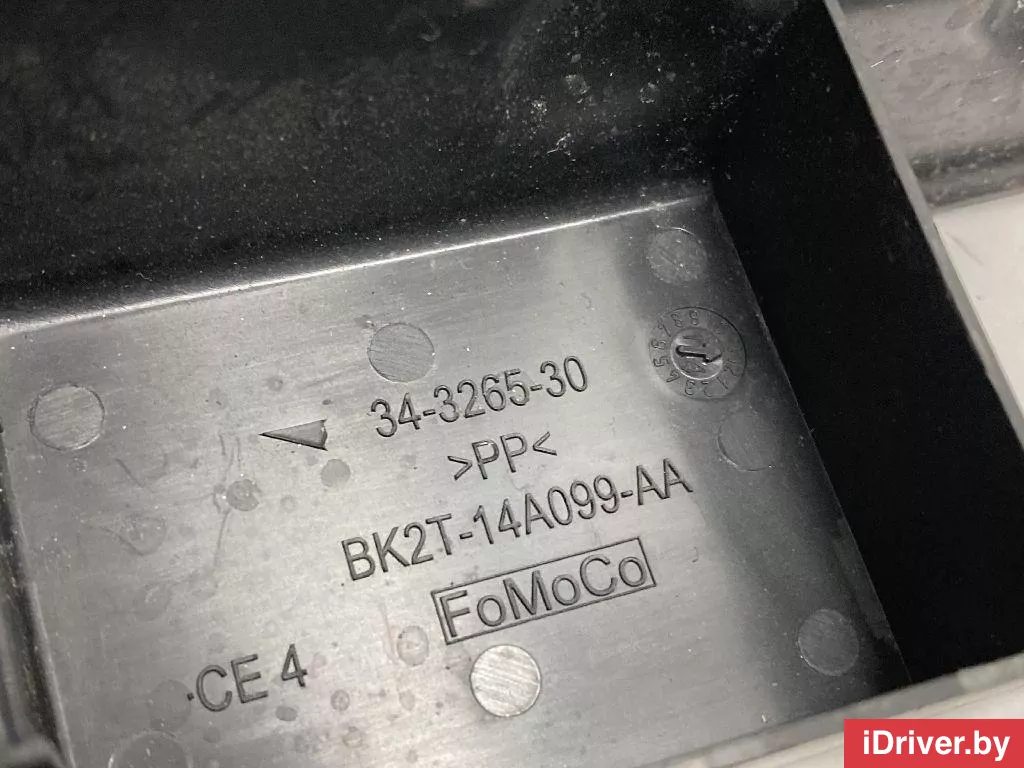 34-3265-30
>PP<
BK2T-14A099-AA
FoMoCo
CE 4
iDriver.by